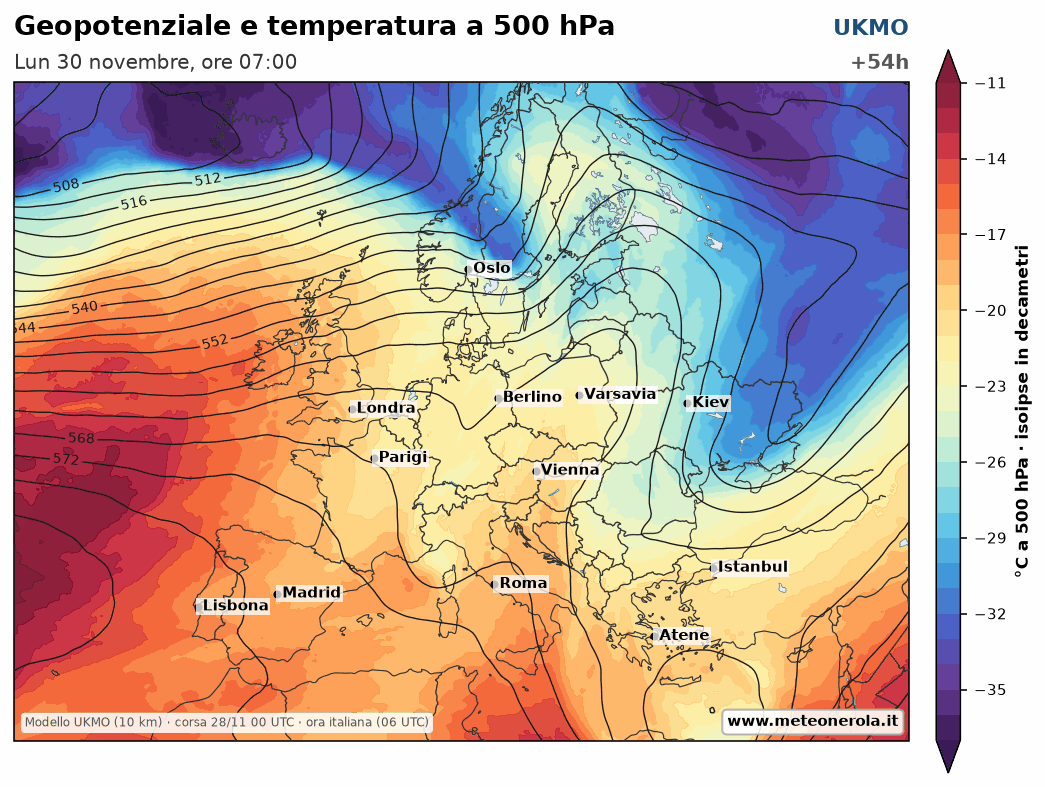 Geopotenziale e temperatura a 500 hPa
UKMO
Lun 30 novembre, ore 07:00
+54h
508
512
516
540
544
552
568
572
Oslo
Berlino
Varsavia
Kiev
Londra
Parigi
Vienna
Istanbul
Roma
Madrid
Lisbona
Atene
−11
−14
−17
−20
−23
−26
−29
−32
−35
°C a 500 hPa · isoipse in decametri
Modello UKMO (10 km) · corsa 28/11 00 UTC · ora italiana (06 UTC)
www.meteonerola.it